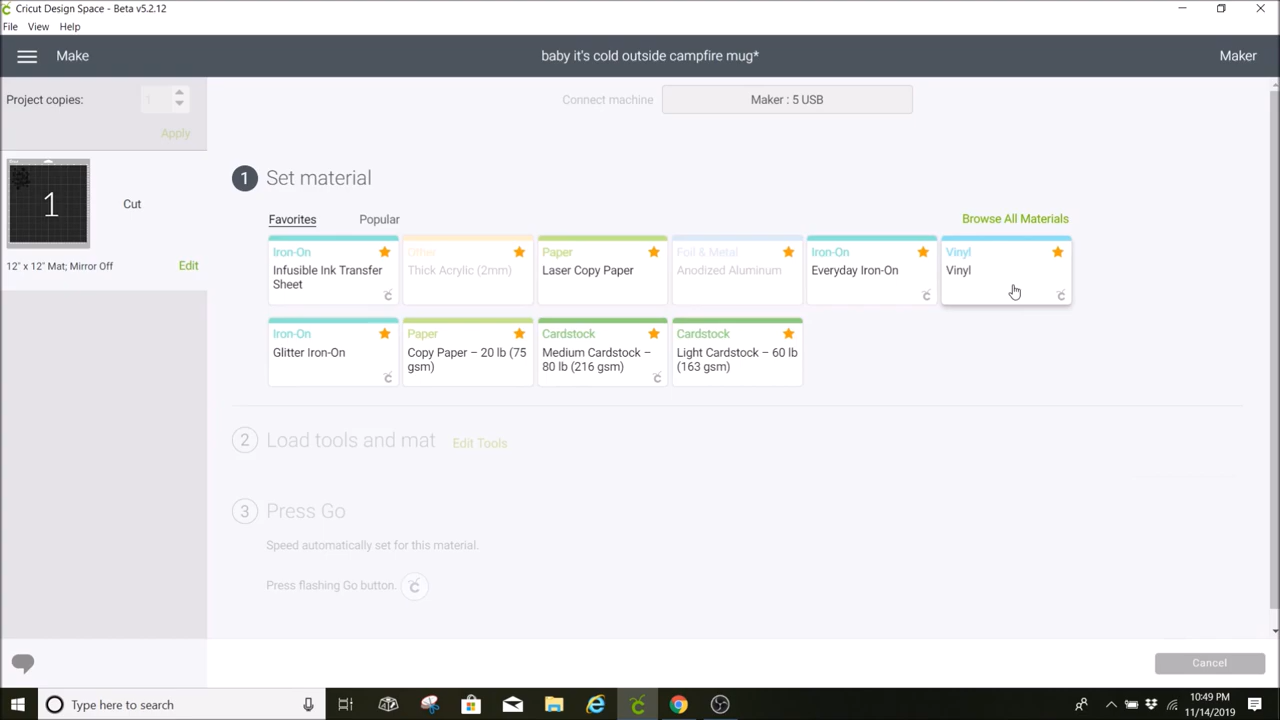 Cricut Design Space - Beta v5.2.12
File View Help
Make
baby it's cold outside campfire mug*
Maker
Project copies: 1
Apply
Connect machine
Maker : 5 USB
1
Cut
12" x 12" Mat; Mirror Off
Edit
1 Set material
Favorites Popular
Browse All Materials
Iron-On
Infusible Ink Transfer
Sheet
Other
Thick Acrylic (2mm)
Paper
Laser Copy Paper
Foil & Metal
Anodized Aluminum
Iron-On
Everyday Iron-On
Vinyl
Vinyl
Iron-On
Glitter Iron-On
Paper
Copy Paper – 20 lb (75
gsm)
Cardstock
Medium Cardstock –
80 lb (216 gsm)
Cardstock
Light Cardstock – 60 lb
(163 gsm)
2 Load tools and mat Edit Tools
3 Press Go
Speed automatically set for this material.
Press flashing Go button.
Cancel
Type here to search
10:49 PM
11/14/2019